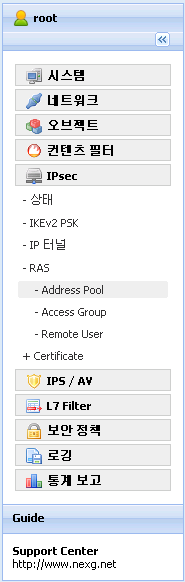 root
시스템
네트워크
오브젝트
컨텐츠 필터
IPsec
- 상태
- IKEv2 PSK
- IP 터널
- RAS
- Address Pool
- Access Group
- Remote User
+ Certificate
IPS / AV
L7 Filter
보안 정책
로깅
통계 보고
Guide
Support Center
http://www.nexg.net